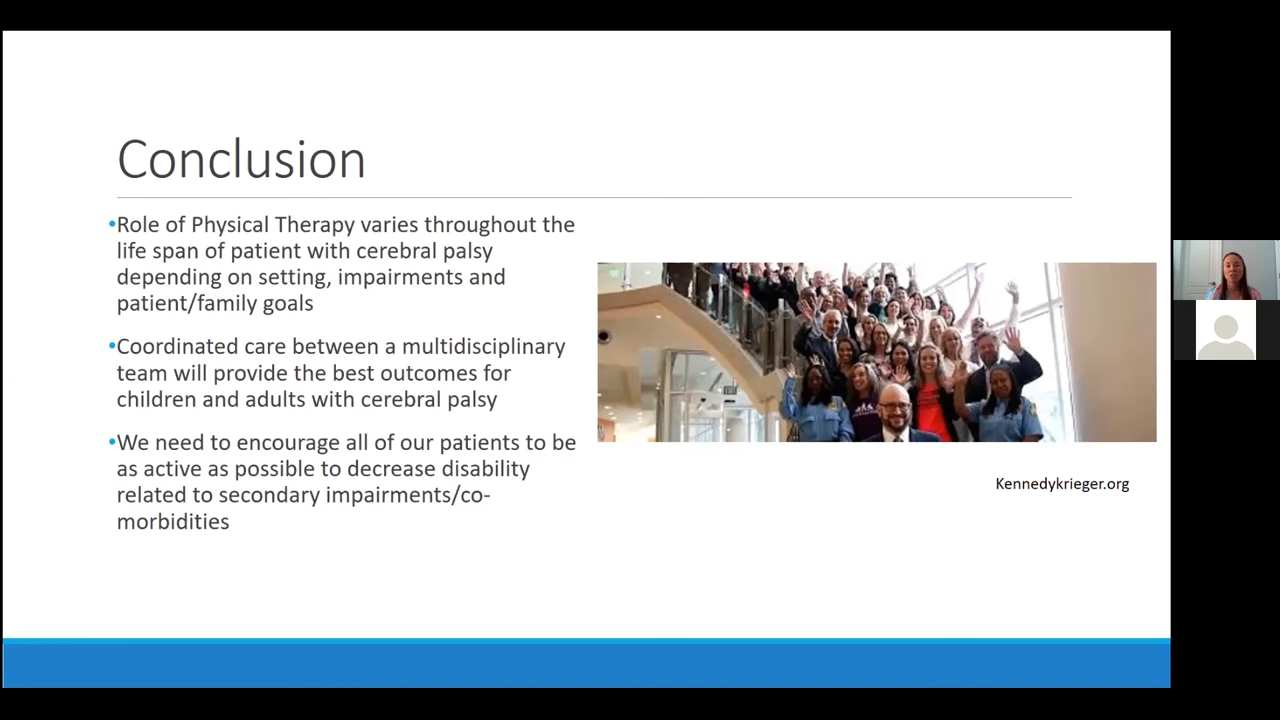 Conclusion
•Role of Physical Therapy varies throughout the
life span of patient with cerebral palsy
depending on setting, impairments and
patient/family goals
•Coordinated care between a multidisciplinary
team will provide the best outcomes for
children and adults with cerebral palsy
•We need to encourage all of our patients to be
as active as possible to decrease disability
related to secondary impairments/co-
morbidities
Kennedykrieger.org